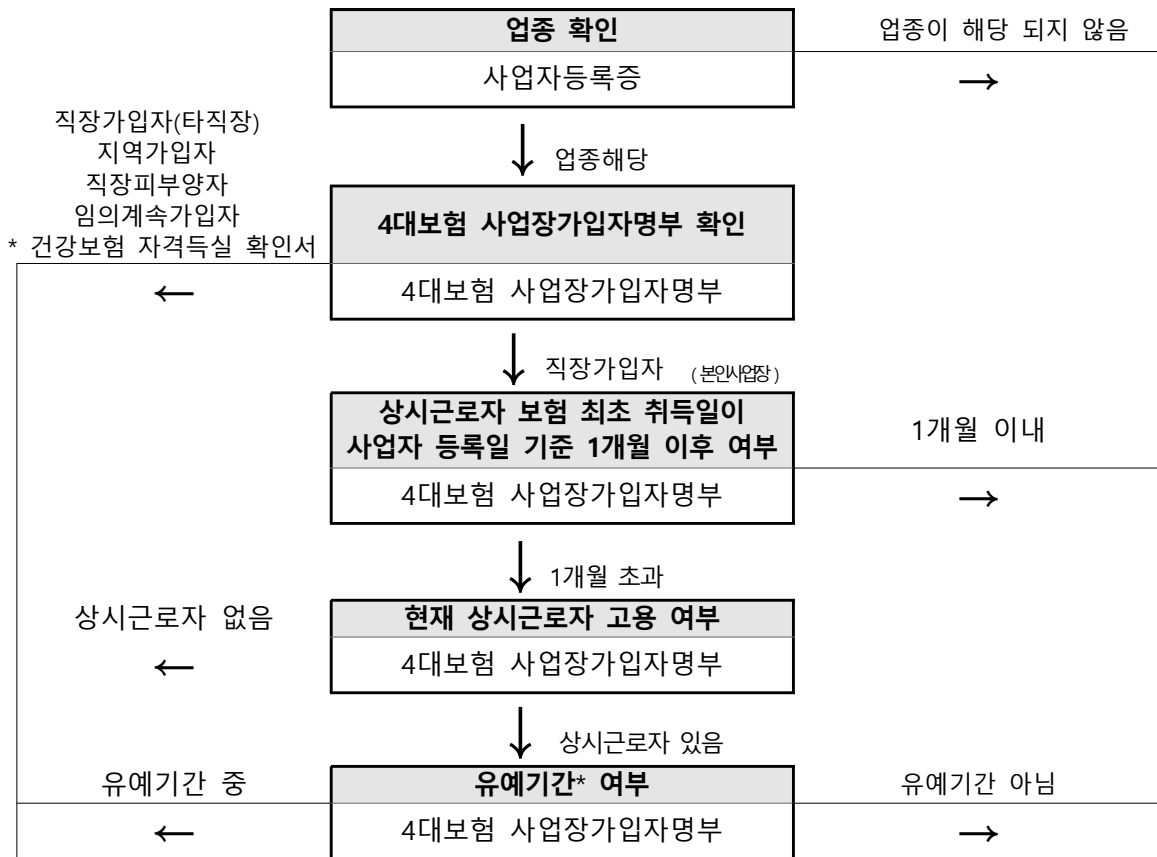 업종 확인
업종이 해당 되지 않음
사업자등록증
→
직장가입자(타직장)
지역가입자
직장피부양자
임의계속가입자
* 건강보험 자격득실 확인서
←
↓ 업종해당
4대보험 사업장가입자명부 확인
4대보험 사업장가입자명부
↓ 직장가입자 (본인사업장)
상시근로자 보험 최초 취득일이
사업자 등록일 기준 1개월 이후 여부
1개월 이내
4대보험 사업장가입자명부
→
↓ 1개월 초과
상시근로자 없음
현재 상시근로자 고용 여부
←
4대보험 사업장가입자명부
↓ 상시근로자 있음
유예기간 중
유예기간* 여부
유예기간 아님
←
4대보험 사업장가입자명부
→